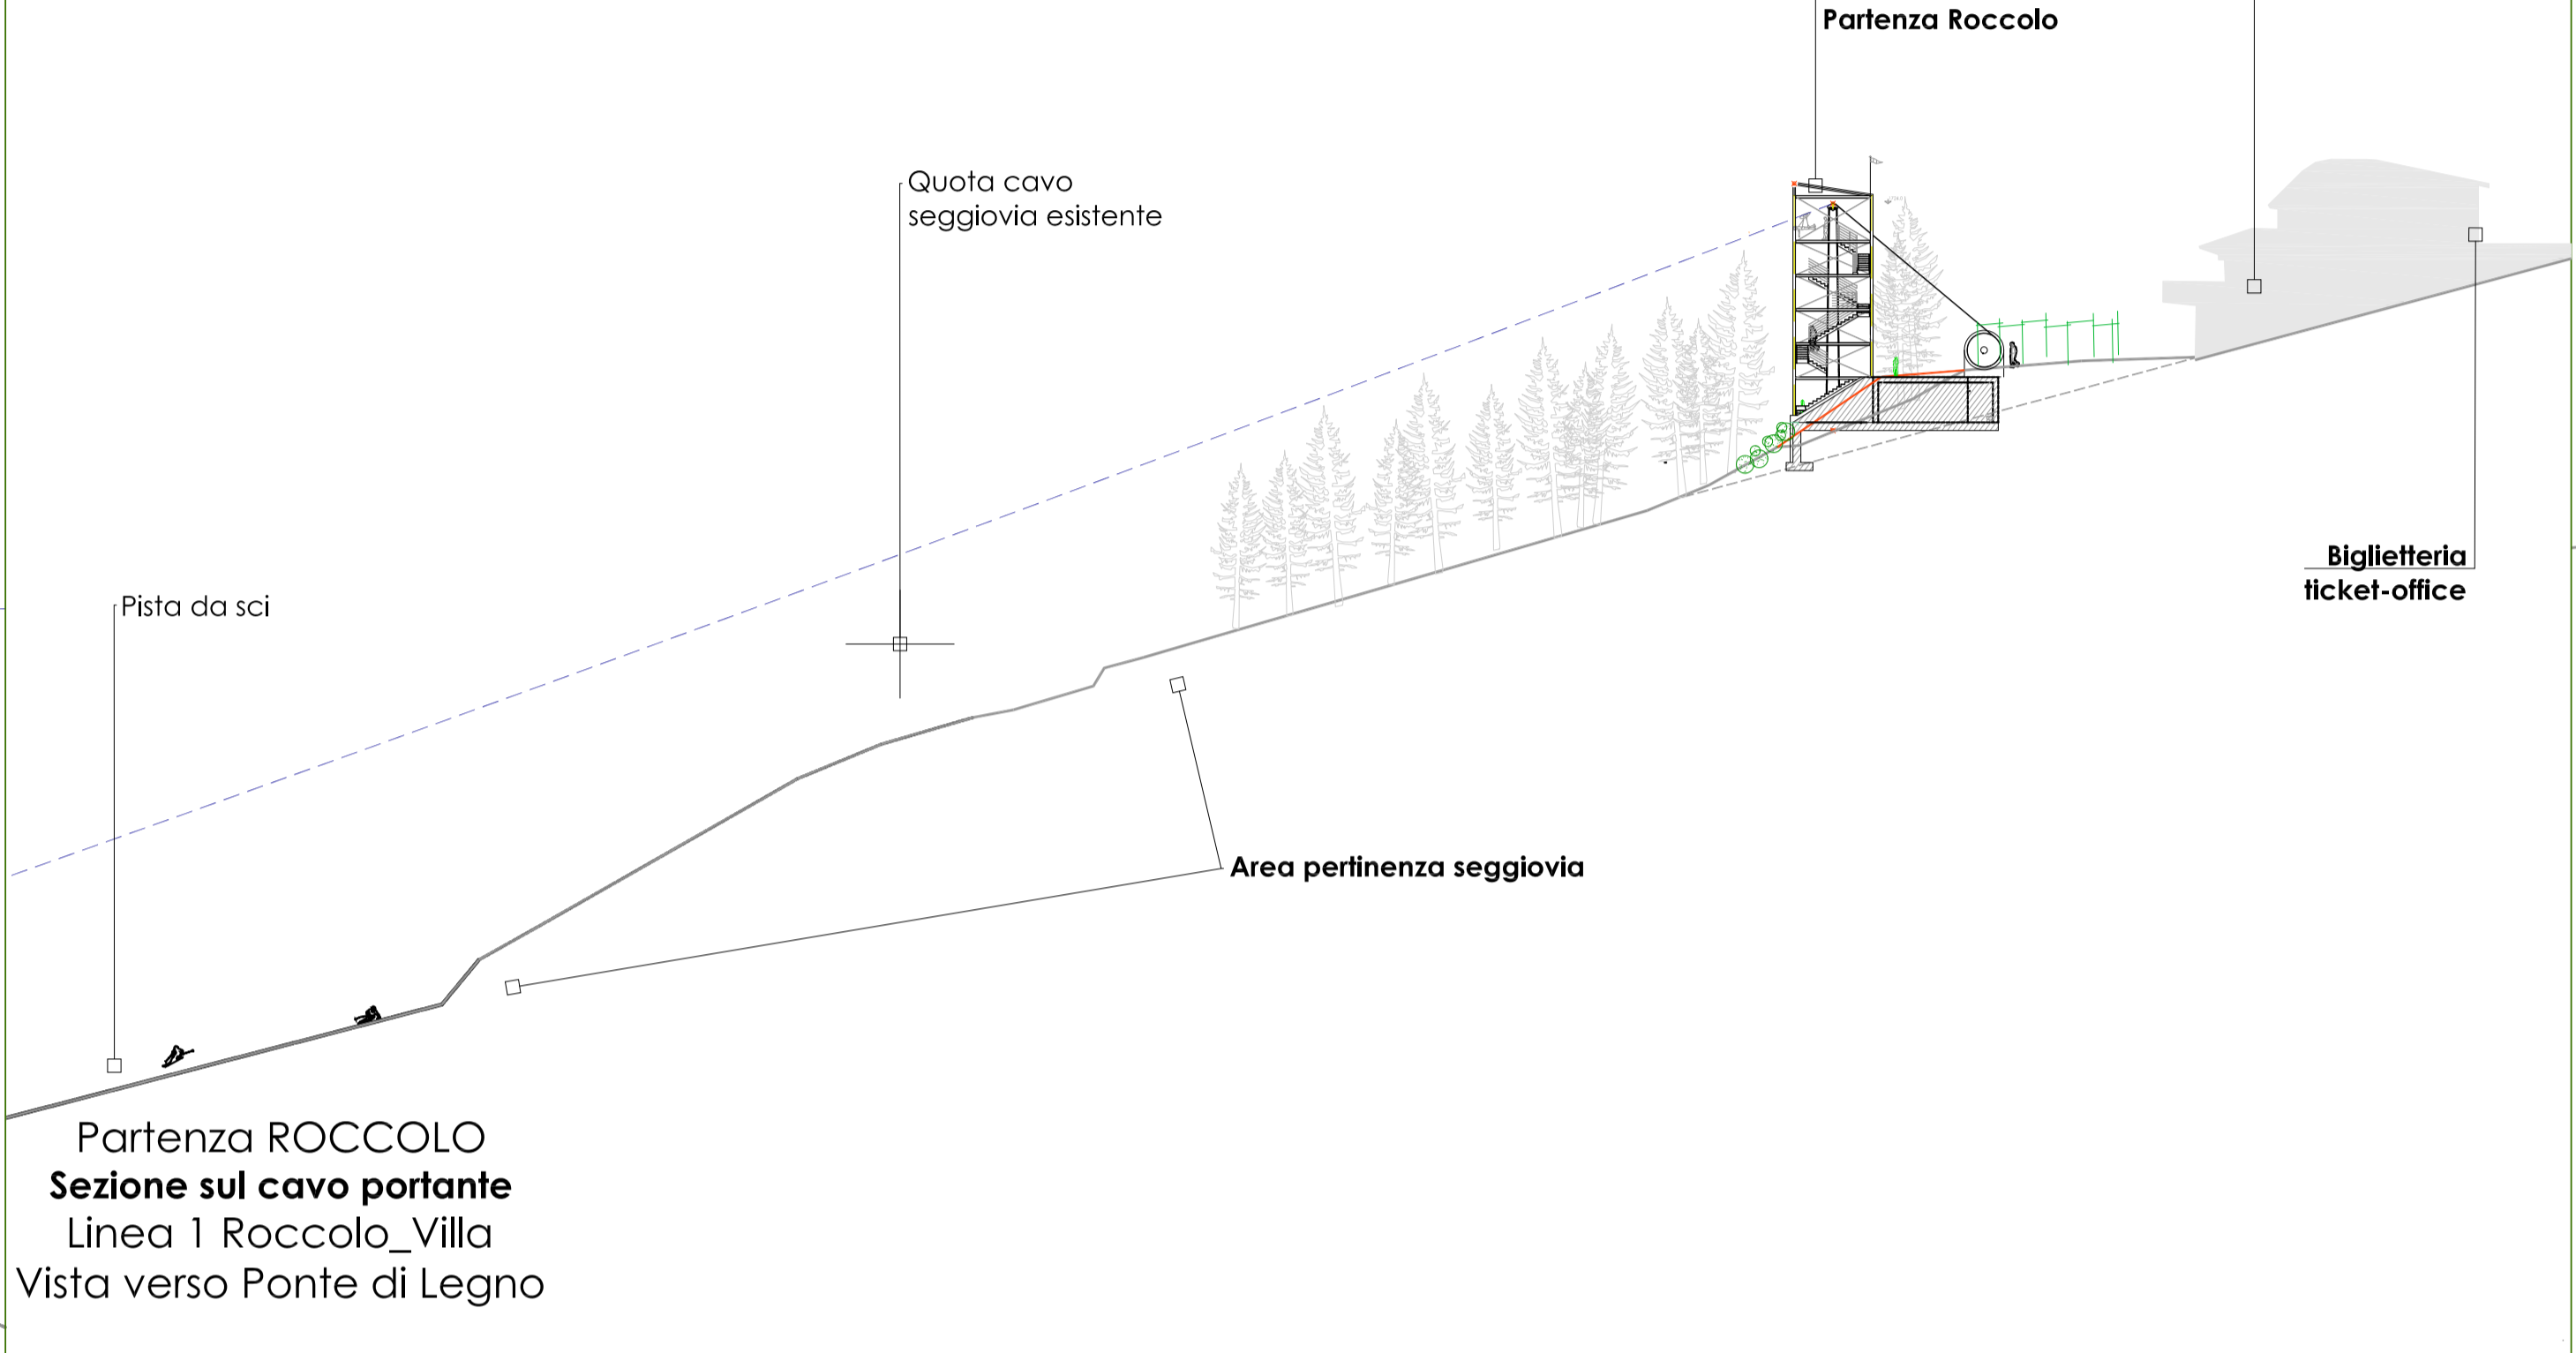 Partenza Roccolo
Quota cavo
seggiovia esistente
Biglietteria
ticket-office
Pista da sci
Area pertinenza seggiovia
Partenza ROCCOLO
Sezione sul cavo portante
Linea 1 Roccolo_Villa
Vista verso Ponte di Legno